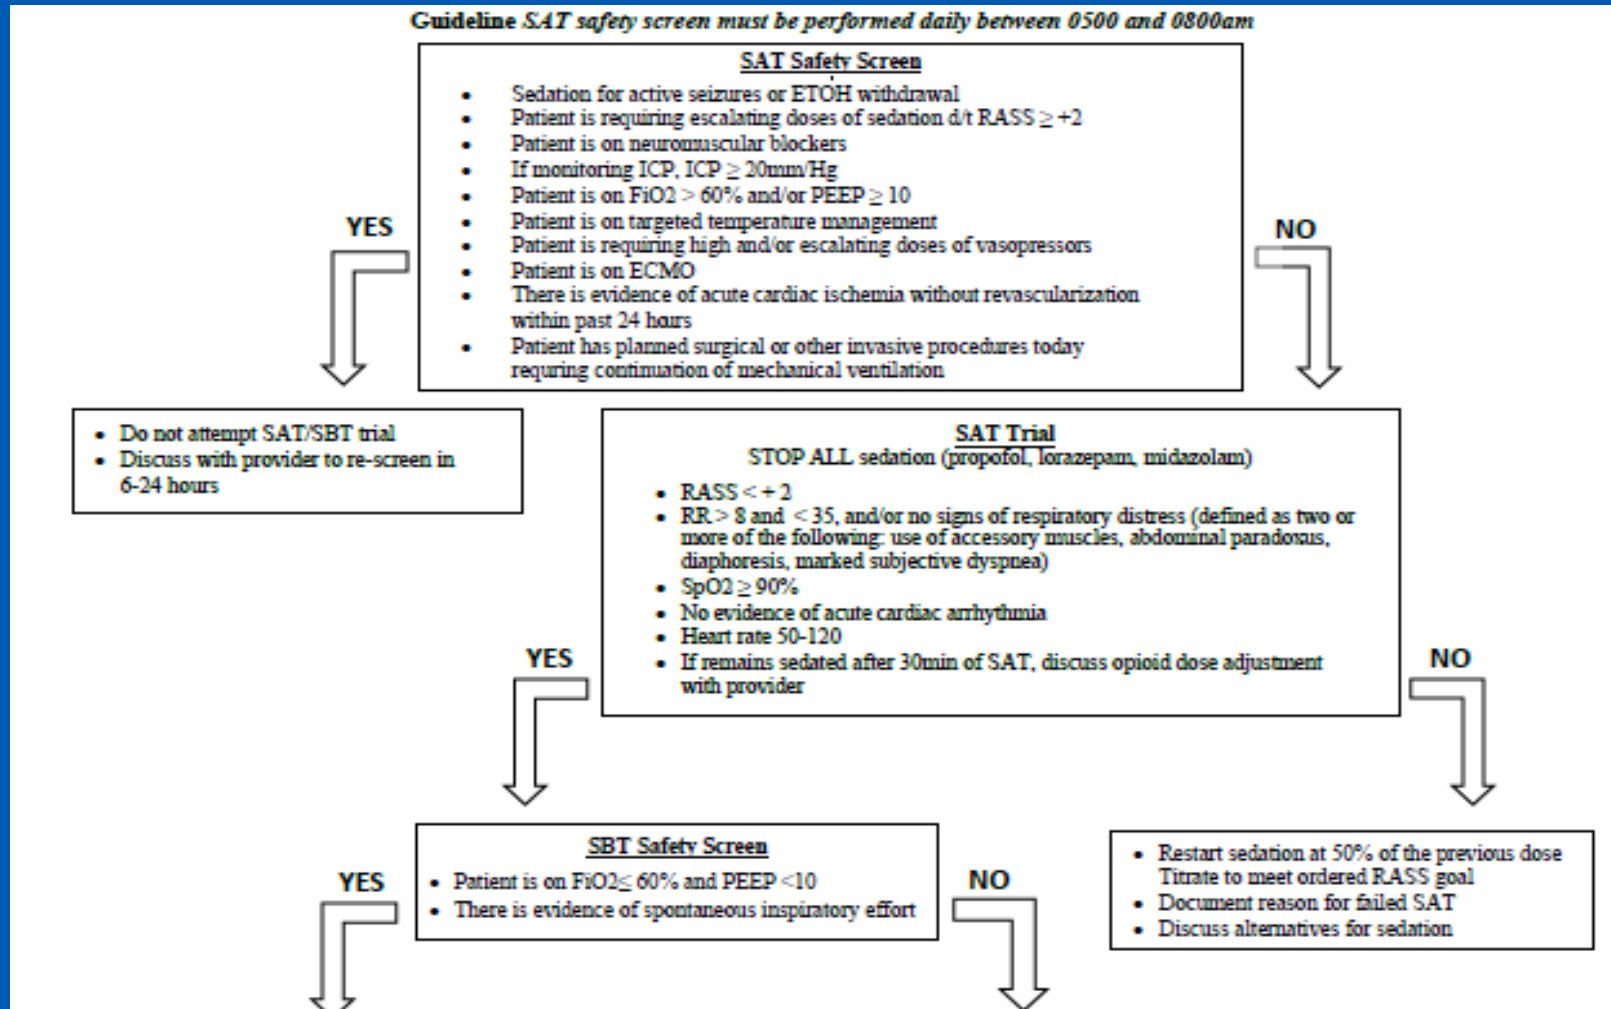 Guideline SAT safety screen must be performed daily between 0500 and 0800am
SAT Safety Screen
• Sedation for active seizures or ETOH withdrawal
• Patient is requiring escalating doses of sedation d/t RASS ≥ +2
• Patient is on neuromuscular blockers
• If monitoring ICP, ICP ≥ 20mm/Hg
• Patient is on FiO2 > 60% and/or PEEP ≥ 10
• Patient is on targeted temperature management
• Patient is requiring high and/or escalating doses of vasopressors
• Patient is on ECMO
• There is evidence of acute cardiac ischemia without revascularization
within past 24 hours
• Patient has planned surgical or other invasive procedures today
requring continuation of mechanical ventilation
YES
NO
• Do not attempt SAT/SBT trial
• Discuss with provider to re-screen in
6-24 hours
SAT Trial
STOP ALL sedation (propofol, lorazepam, midazolam)
• RASS < + 2
• RR > 8 and < 35, and/or no signs of respiratory distress (defined as two or
more of the following: use of accessory muscles, abdominal paradoxus,
diaphoresis, marked subjective dyspnea)
• SpO2 ≥ 90%
• No evidence of acute cardiac arrhythmia
• Heart rate 50-120
• If remains sedated after 30min of SAT, discuss opioid dose adjustment
with provider
YES
NO
SBT Safety Screen
• Patient is on FiO2≤ 60% and PEEP <10
• There is evidence of spontaneous inspiratory effort
YES
NO
• Restart sedation at 50% of the previous dose
Titrate to meet ordered RASS goal
• Document reason for failed SAT
• Discuss alternatives for sedation